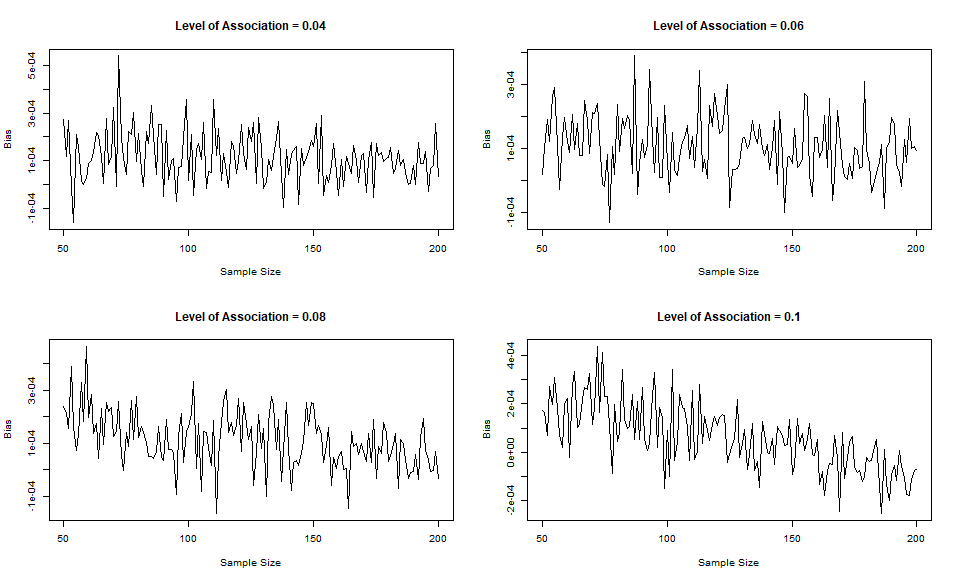 Level of Association = 0.04
Bias
5e-04
3e-04
1e-04
-1e-04
50
100
150
200
Sample Size
Level of Association = 0.06
Bias
3e-04
1e-04
-1e-04
50
100
150
200
Sample Size
Level of Association = 0.08
Bias
3e-04
1e-04
-1e-04
50
100
150
200
Sample Size
Level of Association = 0.1
Bias
4e-04
2e-04
0e+00
-2e-04
50
100
150
200
Sample Size